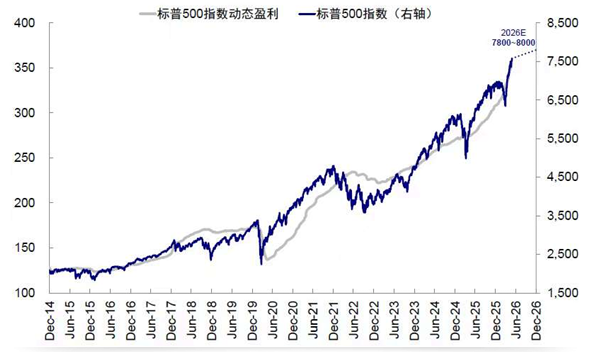 标普500指数动态盈利
标普500指数（右轴）
400
350
300
250
200
150
100
8,500
7,500
6,500
5,500
4,500
3,500
2,500
1,500
2026E
7800~8000
Dec-14
Jun-15
Dec-15
Jun-16
Dec-16
Jun-17
Dec-17
Jun-18
Dec-18
Jun-19
Dec-19
Jun-20
Dec-20
Jun-21
Dec-21
Jun-22
Dec-22
Jun-23
Dec-23
Jun-24
Dec-24
Jun-25
Dec-25
Jun-26
Dec-26